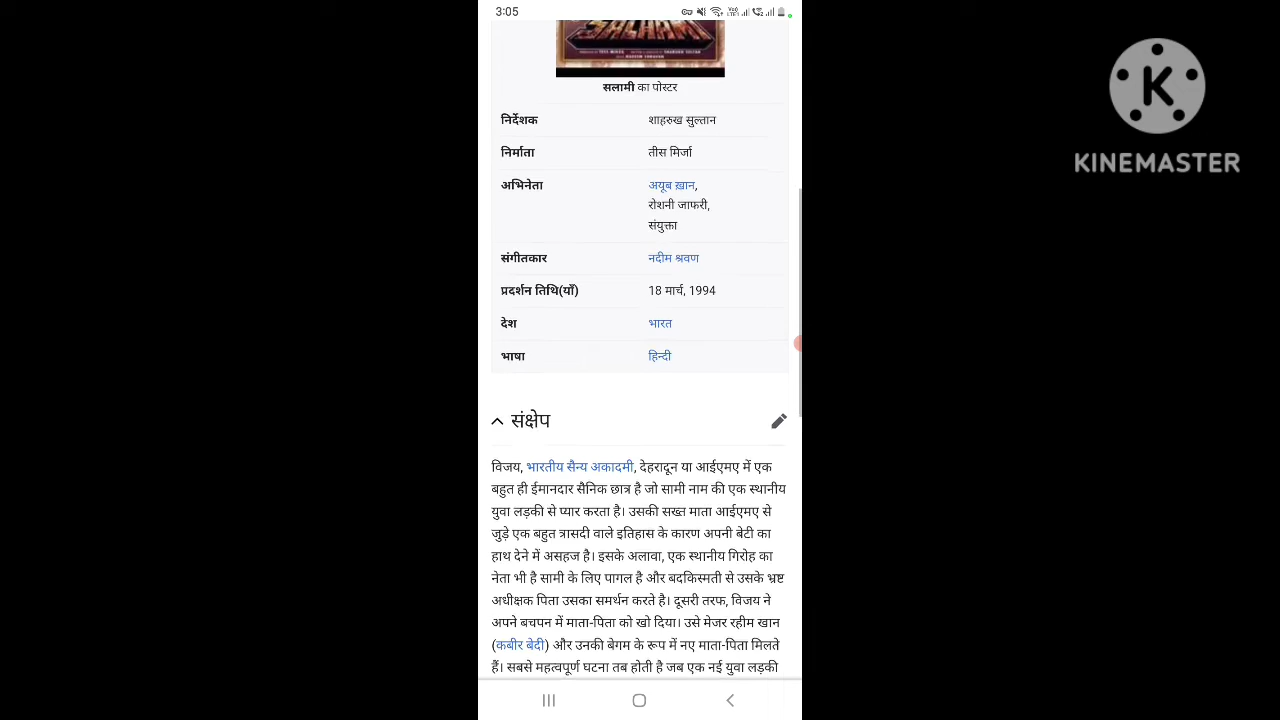 3:05
SALAAMI
सलामी का पोस्टर
निर्देशक शाहरुख सुल्तान
निर्माता तीस मिर्जा
अभिनेता अयूब ख़ान,
रोशनी जाफरी,
संयुक्ता
संगीतकार नदीम श्रवण
प्रदर्शन तिथि(याँ) 18 मार्च, 1994
देश भारत
भाषा हिन्दी
संक्षेप
विजय, भारतीय सैन्य अकादमी, देहरादून या आईएमए में एक
बहुत ही ईमानदार सैनिक छात्र है जो सामी नाम की एक स्थानीय
युवा लड़की से प्यार करता है। उसकी सख्त माता आईएमए से
जुड़े एक बहुत त्रासदी वाले इतिहास के कारण अपनी बेटी का
हाथ देने में असहज है। इसके अलावा, एक स्थानीय गिरोह का
नेता भी है सामी के लिए पागल है और बदकिस्मती से उसके भ्रष्ट
अधीक्षक पिता उसका समर्थन करते है। दूसरी तरफ, विजय ने
अपने बचपन में माता-पिता को खो दिया। उसे मेजर रहीम खान
(कबीर बेदी) और उनकी बेगम के रूप में नए माता-पिता मिलते
हैं। सबसे महत्वपूर्ण घटना तब होती है जब एक नई युवा लड़की
K
KINEMASTER